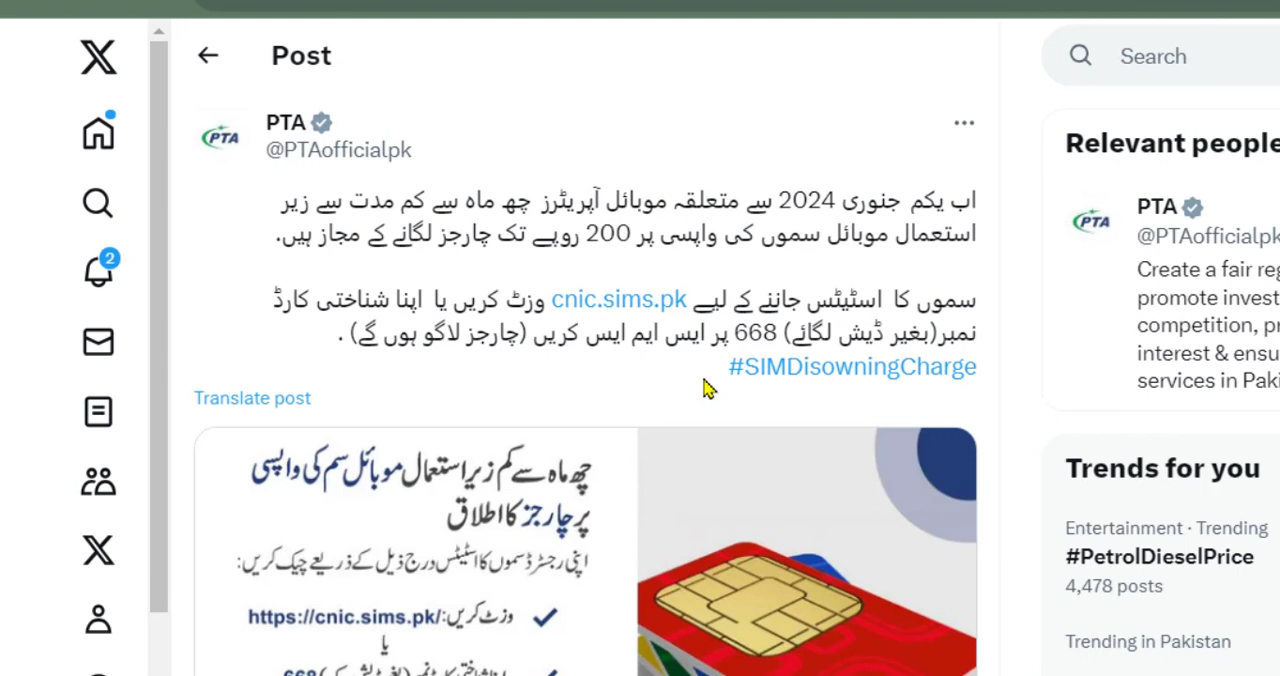 Post
Search
PTA
@PTAofficialpk
اب یکم جنوری 2024 سے متعلقہ موبائل آپریٹرز چھ ماہ سے کم مدت سے زیر
استعمال موبائل سموں کی واپسی پر 200 روپے تک چارجز لگانے کے مجاز ہیں.
سموں کا اسٹیٹس جاننے کے لیے cnic.sims.pk وزٹ کریں یا اپنا شناختی کارڈ
نمبر(بغیر ڈیش لگائے) 668 پر ایس ایم ایس کریں (چارجز لاگو ہوں گے) .
#SIMDisowningCharge
Translate post
PTA
چھ ماہ سے کم زیر استعمال موبائل سم کی واپسی
پر چارجز کا اطلاق
اپنی رجسٹرڈ سموں کا اسٹیٹس درج ذیل کے ذریعے چیک کریں:
وزٹ کریں: https://cnic.sims.pk/
یا
2
Relevant people
PTA
PTA
@PTAofficialpk
Create a fair reg
promote invest
competition, pr
interest & ensu
services in Paki
Trends for you
Entertainment · Trending
#PetrolDieselPrice
4,478 posts
Trending in Pakistan